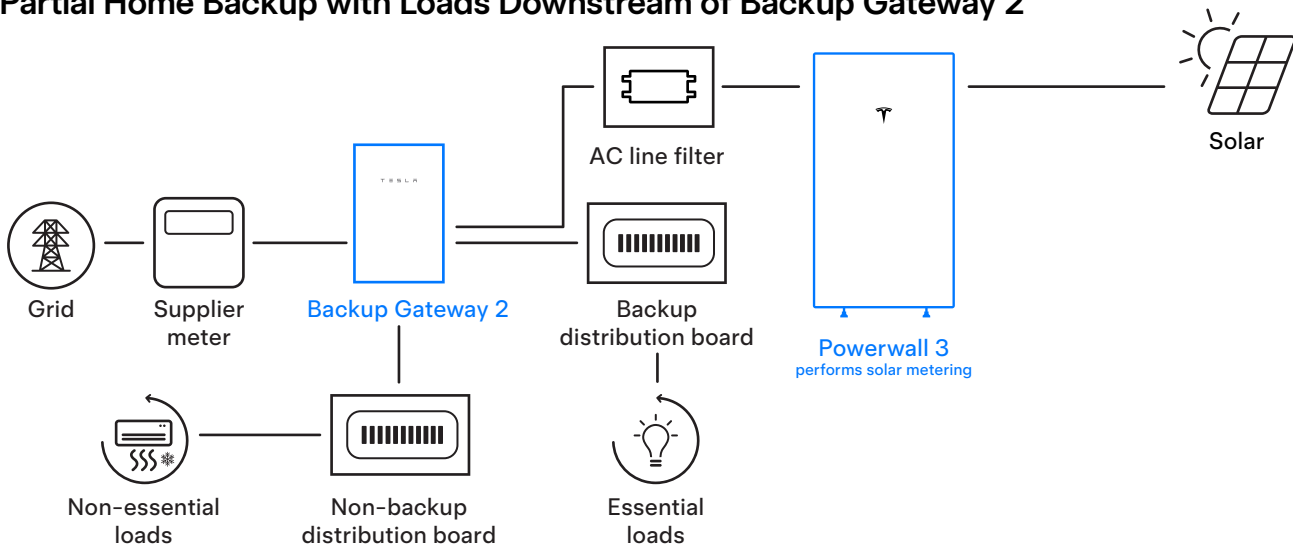 Partial Home Backup with Loads Downstream of Backup Gateway 2
Solar
AC line filter
TESLA
Grid
Supplier
meter
Backup Gateway 2
Backup
distribution board
Powerwall 3
performs solar metering
Non-essential
loads
Non-backup
distribution board
Essential
loads